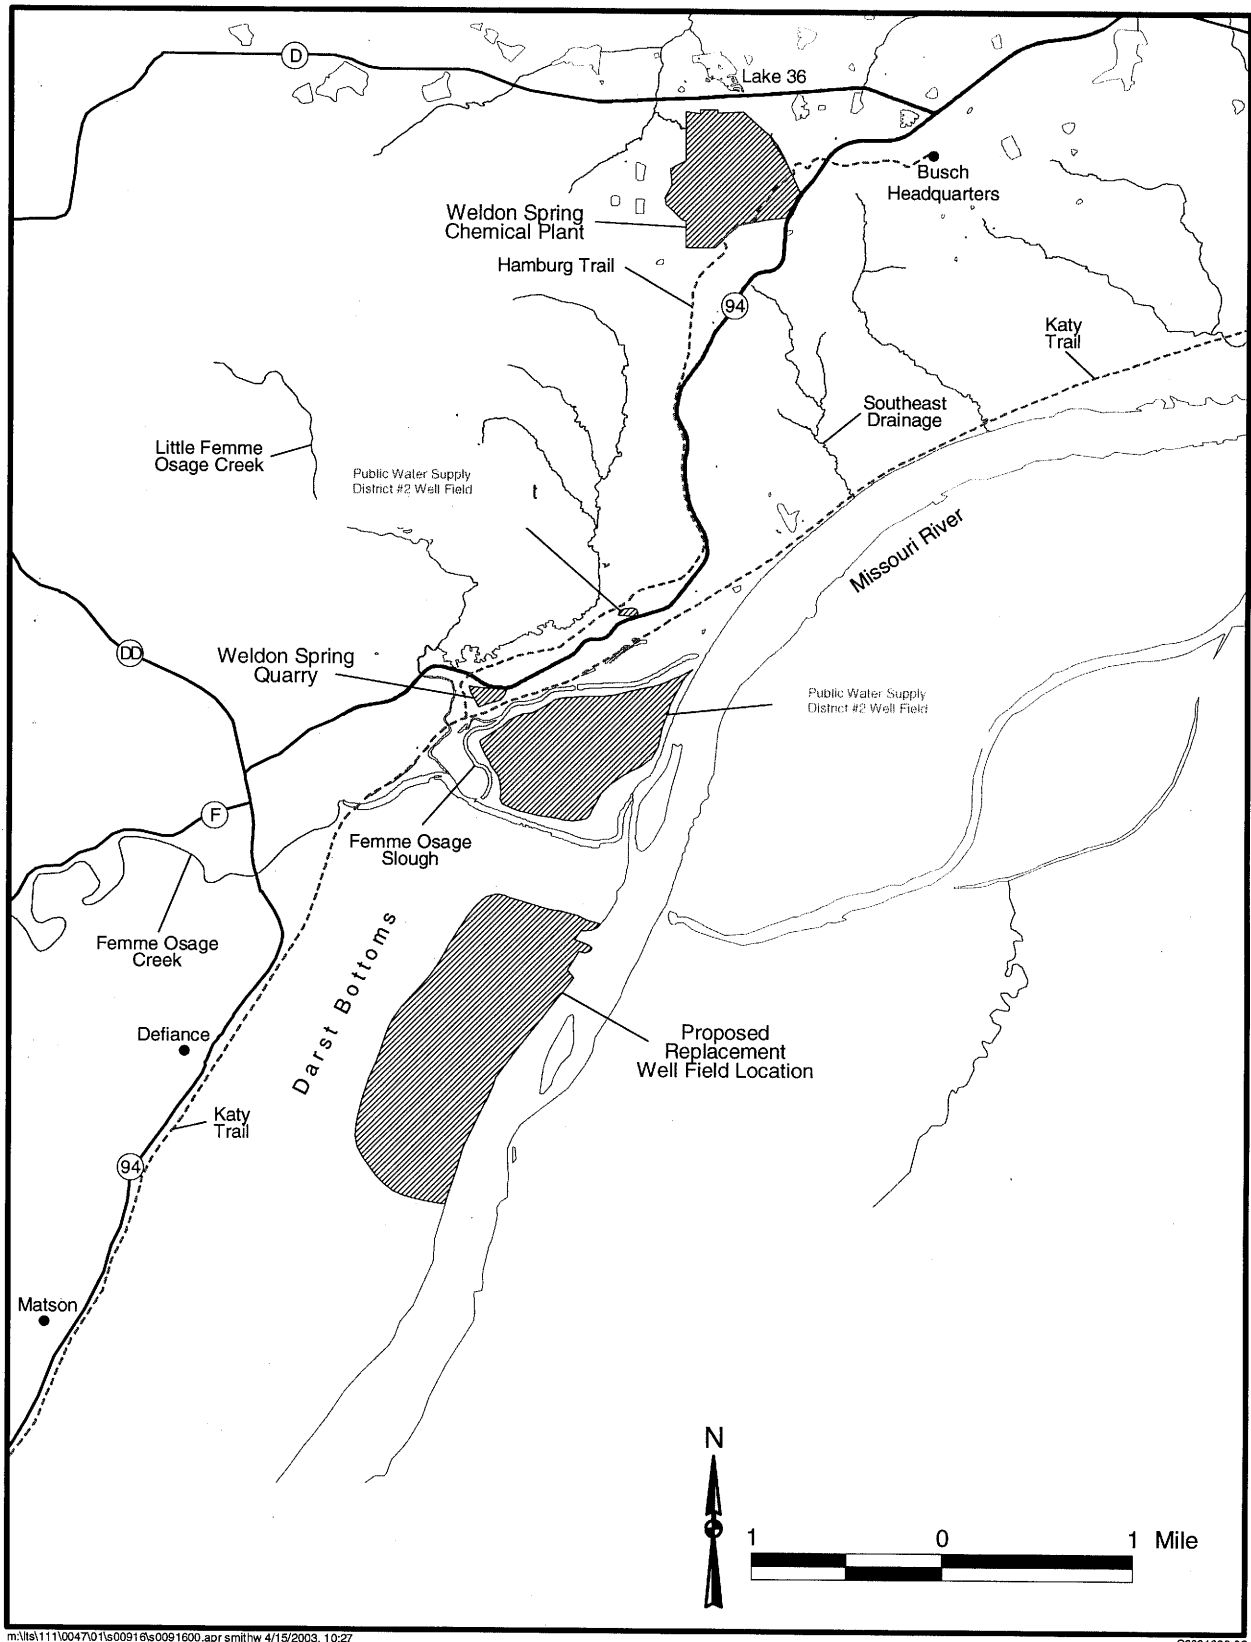 D
Lake 36
Busch
Headquarters
Weldon Spring
Chemical Plant
Hamburg Trail
94
Katy
Trail
Southeast
Drainage
Little Femme
Osage Creek
Public Water Supply
District #2 Well Field
t
Missouri River
DD
Weldon Spring
Quarry
Public Water Supply
District #2 Well Field
F
Femme Osage
Slough
Femme Osage
Creek
Darst Bottoms
Defiance
Proposed
Replacement
Well Field Location
Katy
Trail
94
Matson
N
1 0 1 Mile
m:\lts\111\0047\01\s00916\s0091600.apr smithw 4/15/2003, 10:27